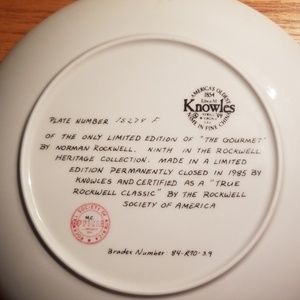 AMERICA'S OLDEST
1854
Edwin M.
Knowles
NAME IN FINE CHINA
PLATE NUMBER F
OF THE ONLY LIMITED EDITION OF "THE GOURMET"
BY NORMAN ROCKWELL. NINTH IN THE ROCKWELL
HERITAGE COLLECTION. MADE IN A LIMITED
EDITION PERMANENTLY CLOSED IN 1985 BY
KNOWLES AND CERTIFIED AS A "TRUE
ROCKWELL CLASSIC" BY THE ROCKWELL
SOCIETY OF AMERICA
Bradex Number: 84-R70-3.9